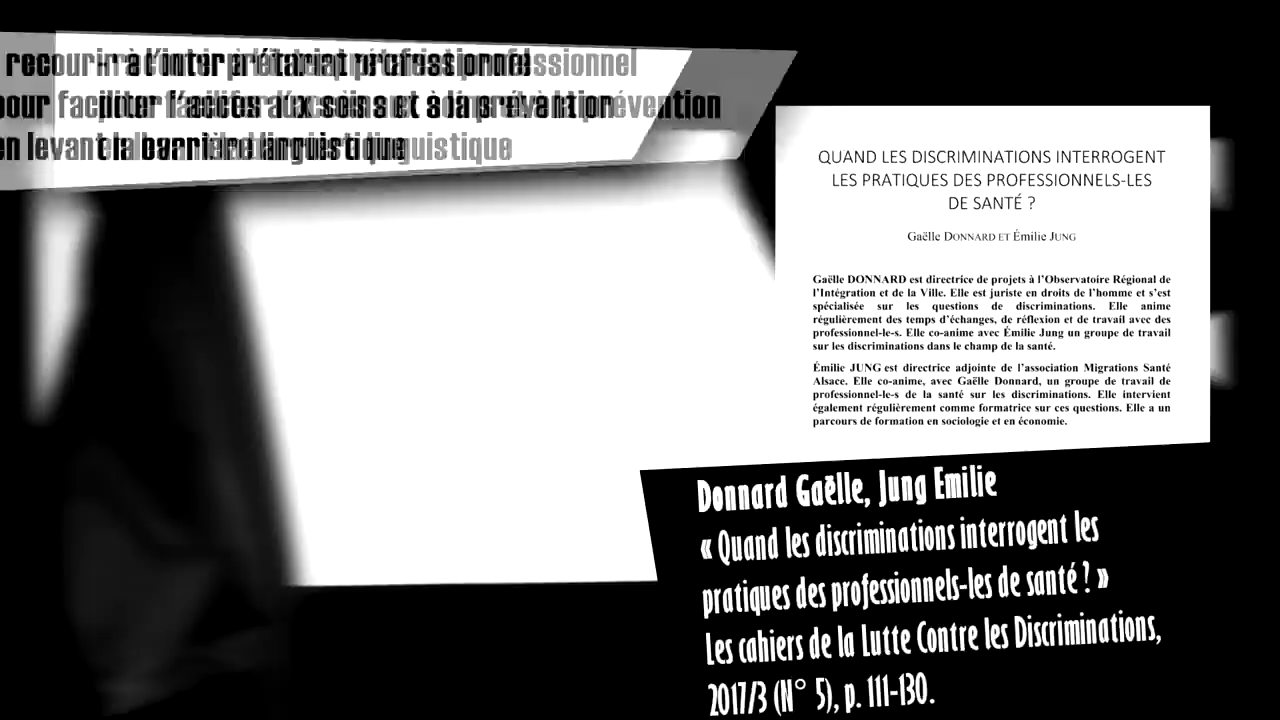 recourir à l'interprétariat professionnel
pour faciliter l'accès aux soins et à la prévention
en levant la barrière linguistique
QUAND LES DISCRIMINATIONS INTERROGENT
LES PRATIQUES DES PROFESSIONNELS-LES
DE SANTÉ ?
Gaëlle DONNARD ET Émilie JUNG
Gaëlle DONNARD est directrice de projets à l'Observatoire Régional de
l'Intégration et de la Ville. Elle est juriste en droits de l'homme et s'est
spécialisée sur les questions de discriminations. Elle anime
régulièrement des temps d'échanges, de réflexion et de travail avec des
professionnel-le-s. Elle co-anime avec Émilie Jung un groupe de travail
sur les discriminations dans le champ de la santé.
Émilie JUNG est directrice adjointe de l'association Migrations Santé
Alsace. Elle co-anime, avec Gaëlle Donnard, un groupe de travail de
professionnel-le-s de la santé sur les discriminations. Elle intervient
également régulièrement comme formatrice sur ces questions. Elle a un
parcours de formation en sociologie et en économie.
Donnard Gaëlle, Jung Emilie
« Quand les discriminations interrogent les
pratiques des professionnels-les de santé ? »
Les cahiers de la Lutte Contre les Discriminations,
2017/3 (N° 5), p. 111-130.